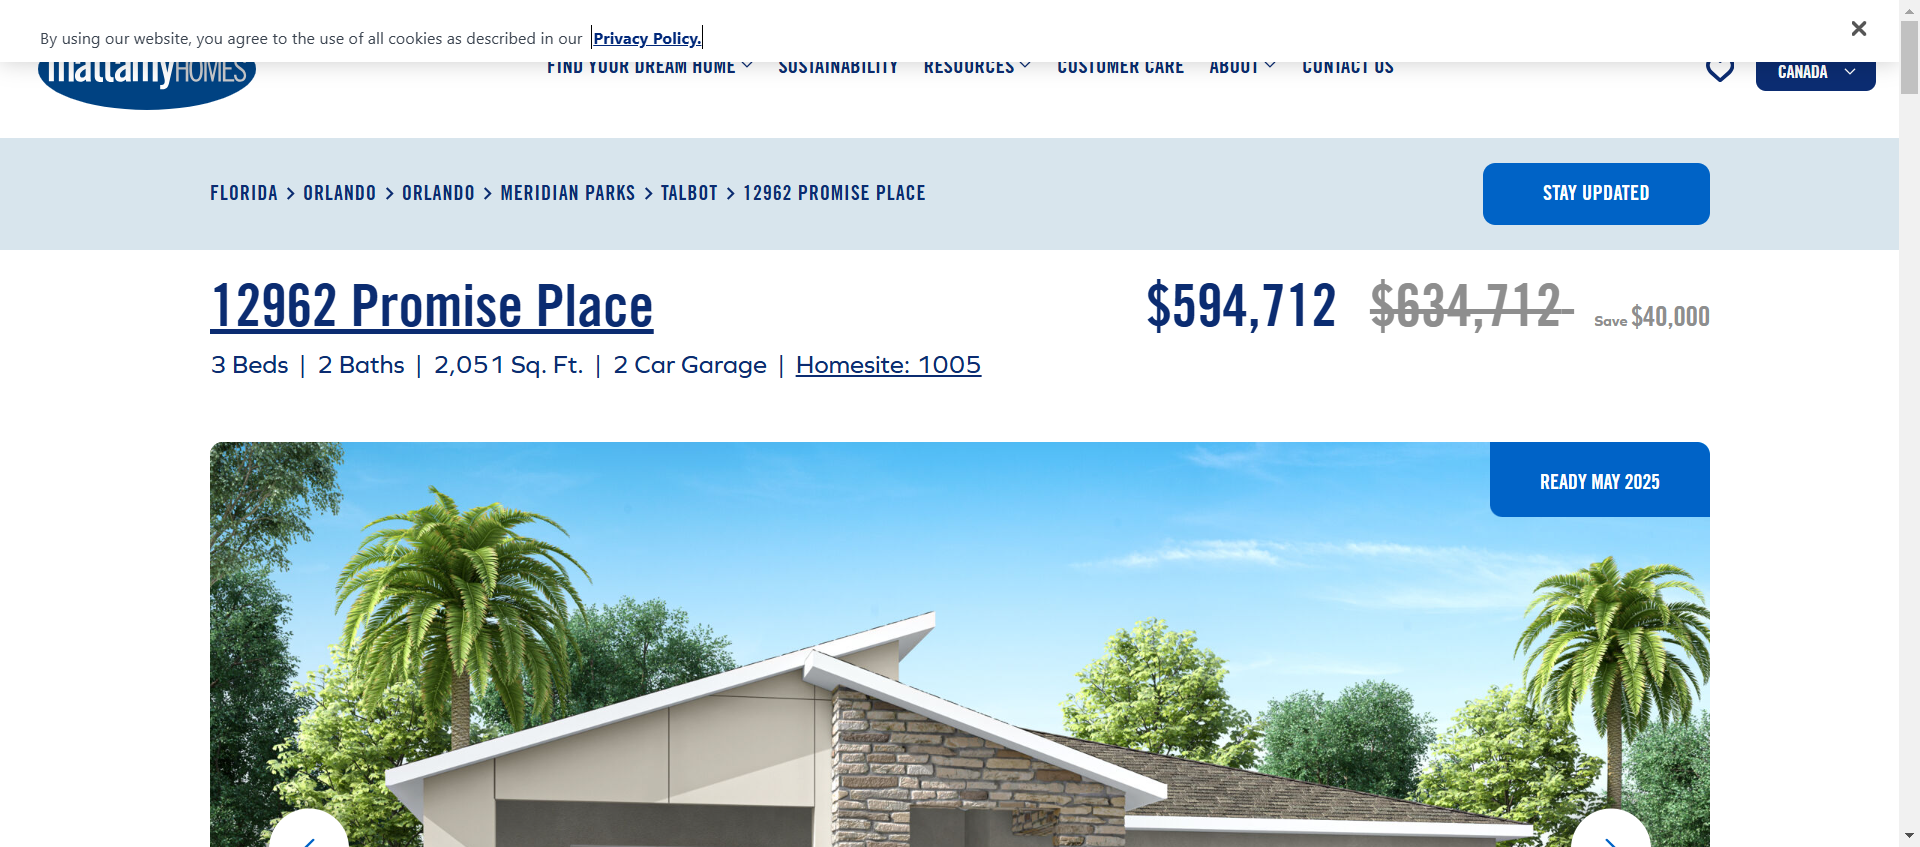 By using our website, you agree to the use of all cookies as described in our Privacy Policy.
mattamyHOMES
FIND YOUR DREAM HOME SUSTAINABILITY RESOURCES CUSTOMER CARE ABOUT CONTACT US
CANADA
FLORIDA > ORLANDO > ORLANDO > MERIDIAN PARKS > TALBOT > 12962 PROMISE PLACE
STAY UPDATED
12962 Promise Place
$594,712 $634,712 Save $40,000
3 Beds | 2 Baths | 2,051 Sq. Ft. | 2 Car Garage | Homesite: 1005
READY MAY 2025